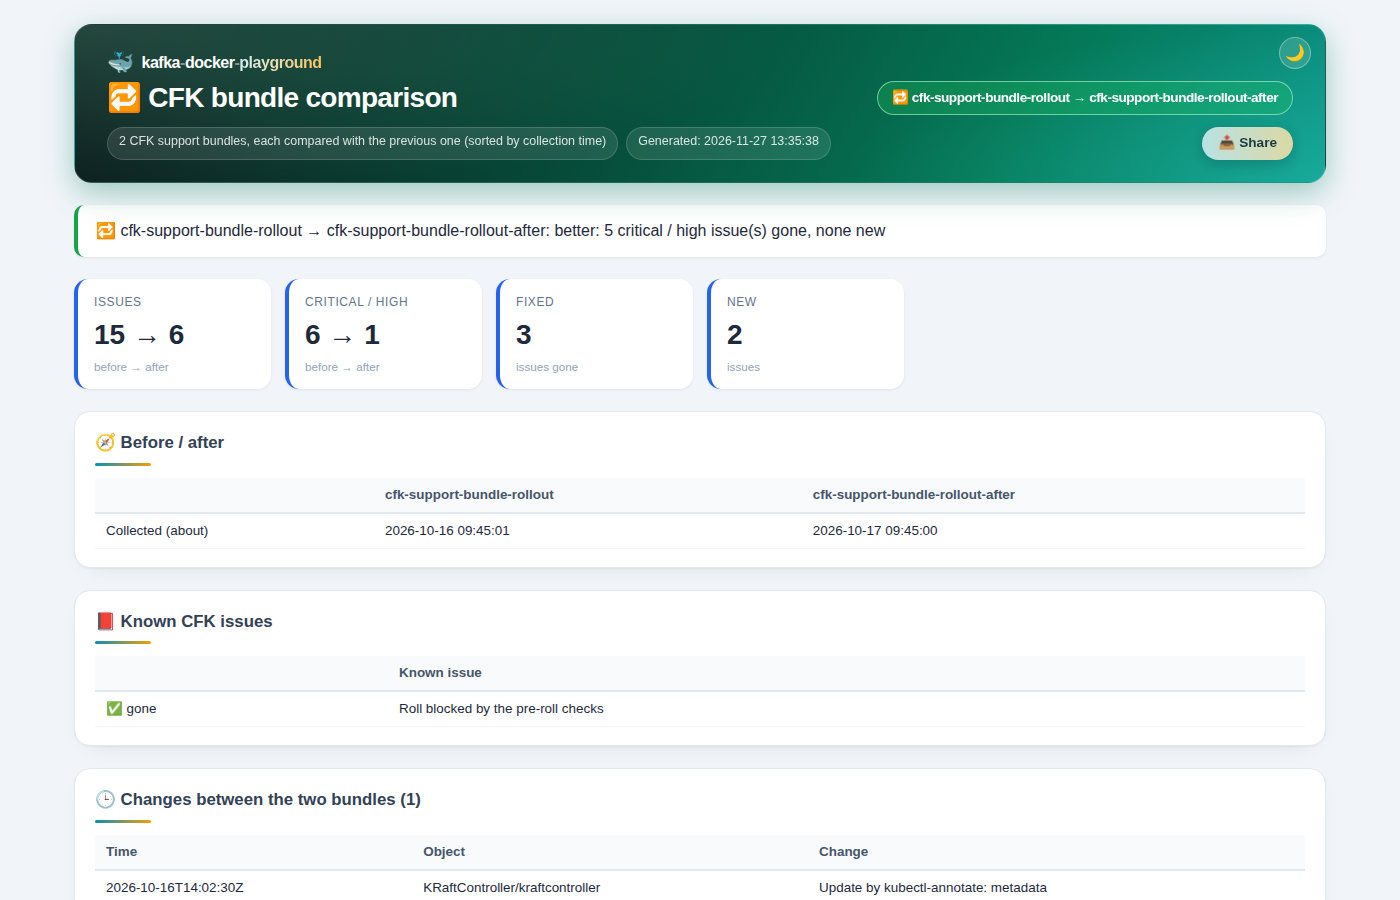 🐳 kafka-docker-playground
🔁 CFK bundle comparison
🔁 cfk-support-bundle-rollout → cfk-support-bundle-rollout-after
2 CFK support bundles, each compared with the previous one (sorted by collection time)
Generated: 2026-11-27 13:35:38
📤 Share
🔁 cfk-support-bundle-rollout → cfk-support-bundle-rollout-after: better: 5 critical / high issue(s) gone, none new
ISSUES
15 → 6
before → after
CRITICAL / HIGH
6 → 1
before → after
FIXED
3
issues gone
NEW
2
issues
🧭 Before / after
cfk-support-bundle-rollout cfk-support-bundle-rollout-after
Collected (about) 2026-10-16 09:45:01 2026-10-17 09:45:00
📕 Known CFK issues
Known issue
✅ gone Roll blocked by the pre-roll checks
🕒 Changes between the two bundles (1)
Time Object Change
2026-10-16T14:02:30Z KRaftController/kraftcontroller Update by kubectl-annotate: metadata